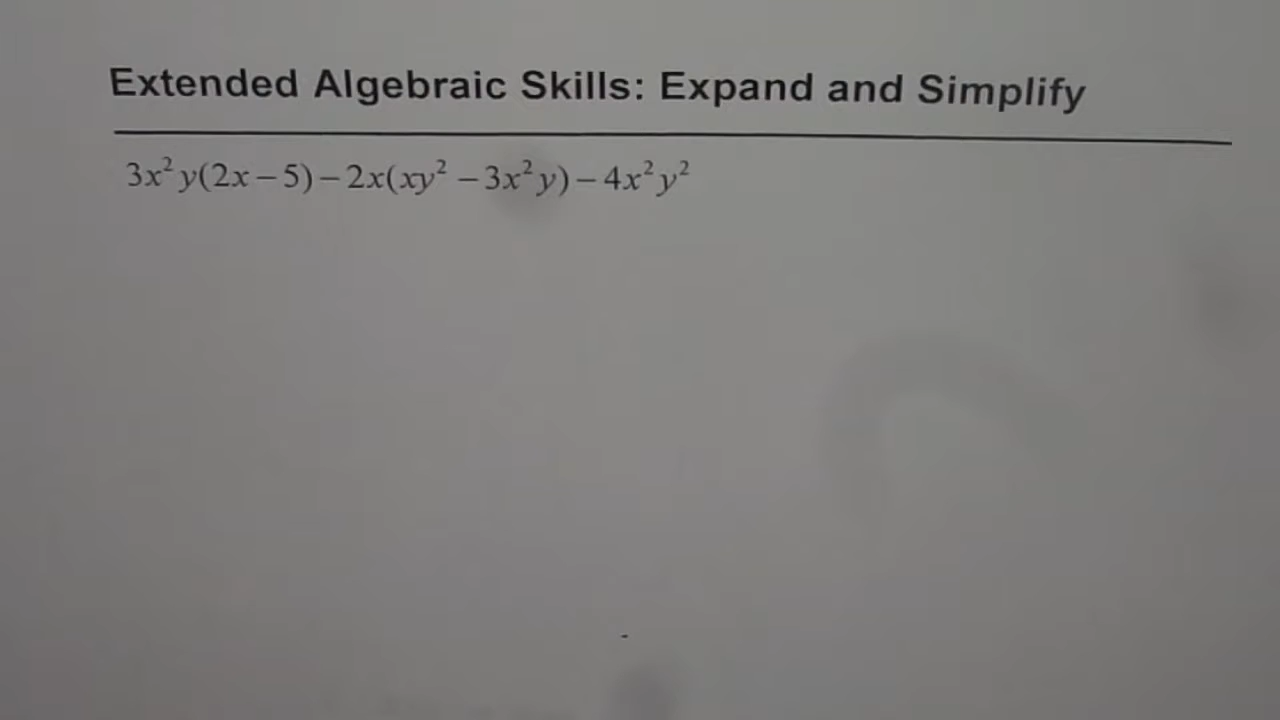 Extended Algebraic Skills: Expand and Simplify
3x²y(2x – 5) – 2x(xy² – 3x²y) – 4x²y²